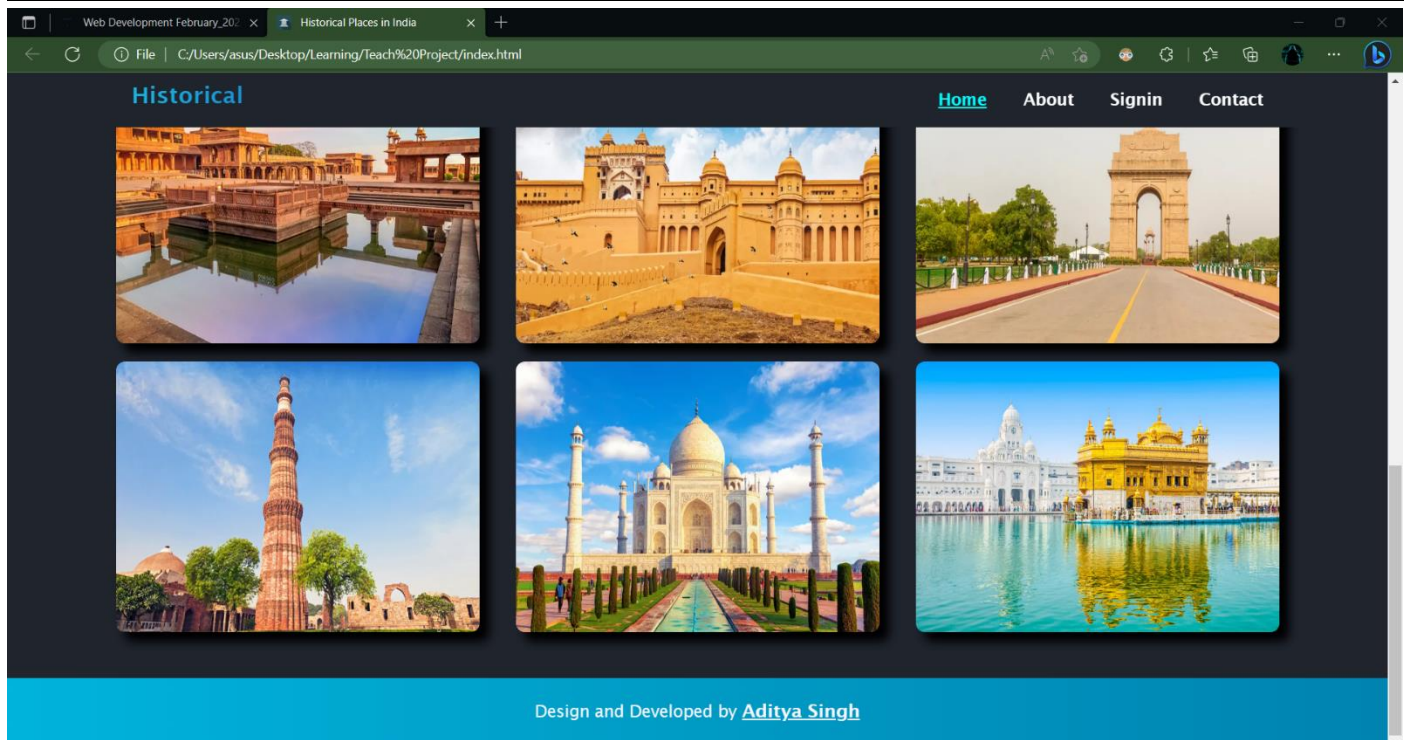 Web Development February_202
Historical Places in India
File | C:/Users/asus/Desktop/Learning/Teach%20Project/index.html
Historical
Home About Signin Contact
Design and Developed by Aditya Singh